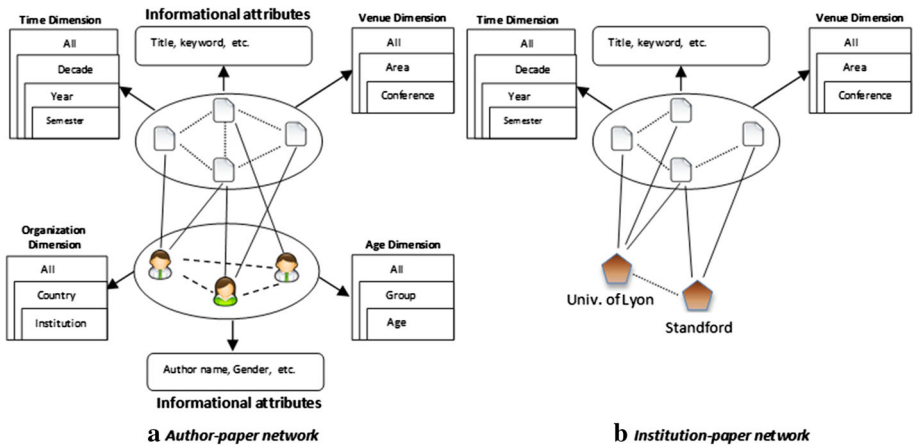 Informational attributes
Time Dimension
All
Decade
Year
Semester
Title, keyword, etc.
Venue Dimension
All
Area
Conference
Organization
Dimension
All
Country
Institution
Age Dimension
All
Group
Age
Author name, Gender, etc.
Informational attributes
a Author-paper network
Time Dimension
All
Decade
Year
Semester
Title, keyword, etc.
Venue Dimension
All
Area
Conference
Univ. of Lyon
Standford
b Institution-paper network